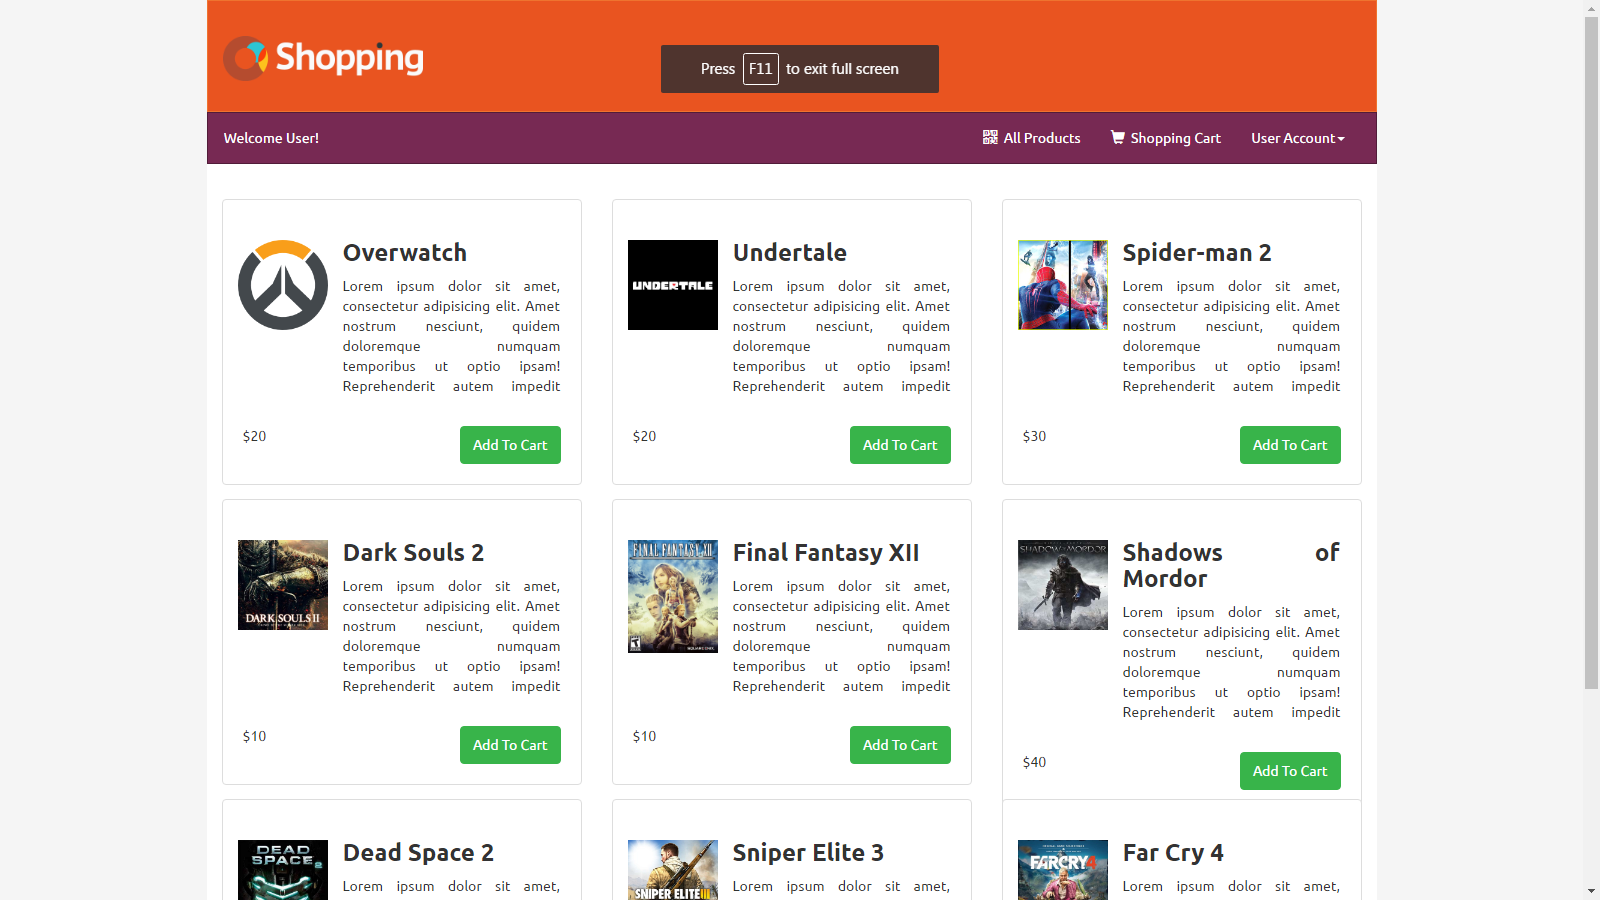 Shopping
Press F11 to exit full screen
Welcome User!
All Products
Shopping Cart
User Account
Overwatch
Lorem ipsum dolor sit amet,
consectetur adipisicing elit. Amet
nostrum nesciunt, quidem
doloremque numquam
temporibus ut optio ipsam!
Reprehenderit autem impedit
$20
Add To Cart
UNDERTALE
Undertale
Lorem ipsum dolor sit amet,
consectetur adipisicing elit. Amet
nostrum nesciunt, quidem
doloremque numquam
temporibus ut optio ipsam!
Reprehenderit autem impedit
$20
Add To Cart
Spider-man 2
Lorem ipsum dolor sit amet,
consectetur adipisicing elit. Amet
nostrum nesciunt, quidem
doloremque numquam
temporibus ut optio ipsam!
Reprehenderit autem impedit
$30
Add To Cart
DARK SOULS II
Dark Souls 2
Lorem ipsum dolor sit amet,
consectetur adipisicing elit. Amet
nostrum nesciunt, quidem
doloremque numquam
temporibus ut optio ipsam!
Reprehenderit autem impedit
$10
Add To Cart
FINAL FANTASY XII
SQUARE ENIX
Final Fantasy XII
Lorem ipsum dolor sit amet,
consectetur adipisicing elit. Amet
nostrum nesciunt, quidem
doloremque numquam
temporibus ut optio ipsam!
Reprehenderit autem impedit
$10
Add To Cart
SHADOW OF MORDOR
Shadows of
Mordor
Lorem ipsum dolor sit amet,
consectetur adipisicing elit. Amet
nostrum nesciunt, quidem
doloremque numquam
temporibus ut optio ipsam!
Reprehenderit autem impedit
$40
Add To Cart
DEAD
SPACE 2
Dead Space 2
Lorem ipsum dolor sit amet,
SNIPER ELITE III
Sniper Elite 3
Lorem ipsum dolor sit amet,
FARCRY4
Far Cry 4
Lorem ipsum dolor sit amet,